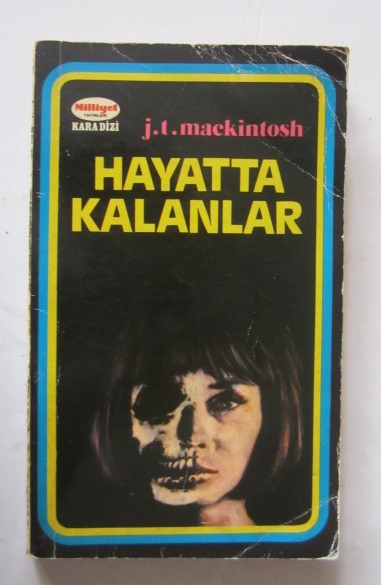 Milliyet
YAYINLARI
KARA DİZİ
j.t.mackintosh
HAYATTA
KALANLAR